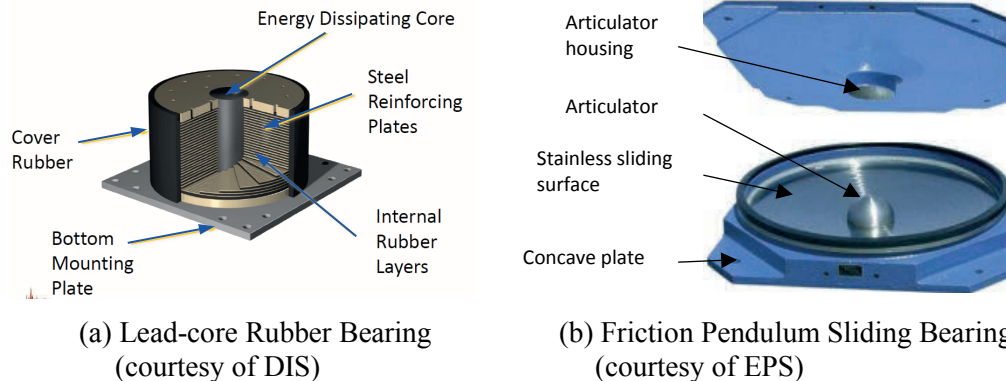 Energy Dissipating Core
Steel
Reinforcing
Plates
Cover
Rubber
Internal
Rubber
Layers
Bottom
Mounting
Plate
(a) Lead-core Rubber Bearing
(courtesy of DIS)
Articulator
housing
Articulator
Stainless sliding
surface
Concave plate
(b) Friction Pendulum Sliding Bearing
(courtesy of EPS)